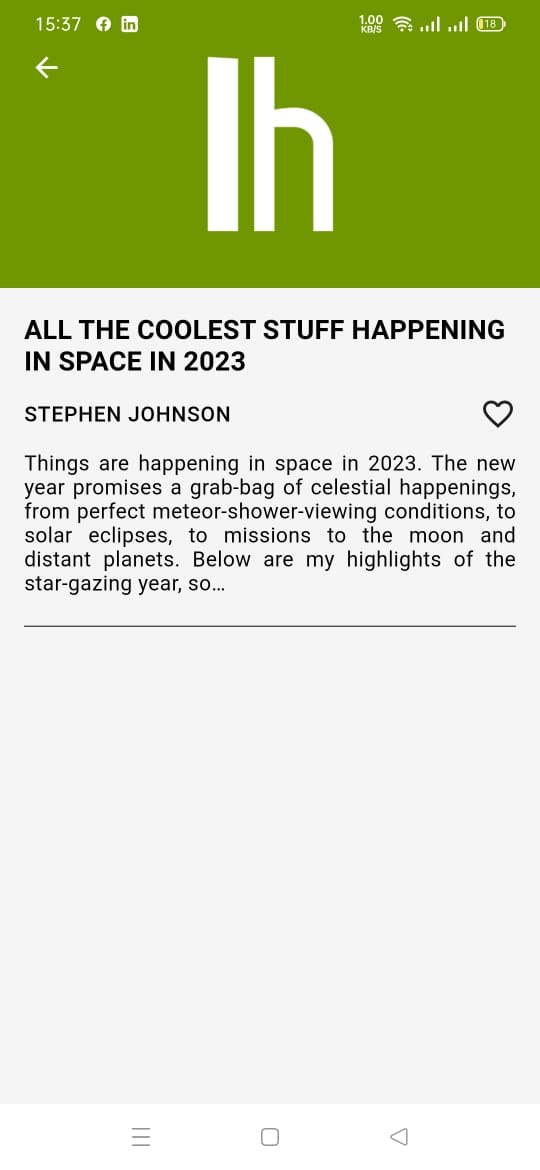 15:37
1.00
KB/S
18
lh
ALL THE COOLEST STUFF HAPPENING
IN SPACE IN 2023
STEPHEN JOHNSON
Things are happening in space in 2023. The new
year promises a grab-bag of celestial happenings,
from perfect meteor-shower-viewing conditions, to
solar eclipses, to missions to the moon and
distant planets. Below are my highlights of the
star-gazing year, so…